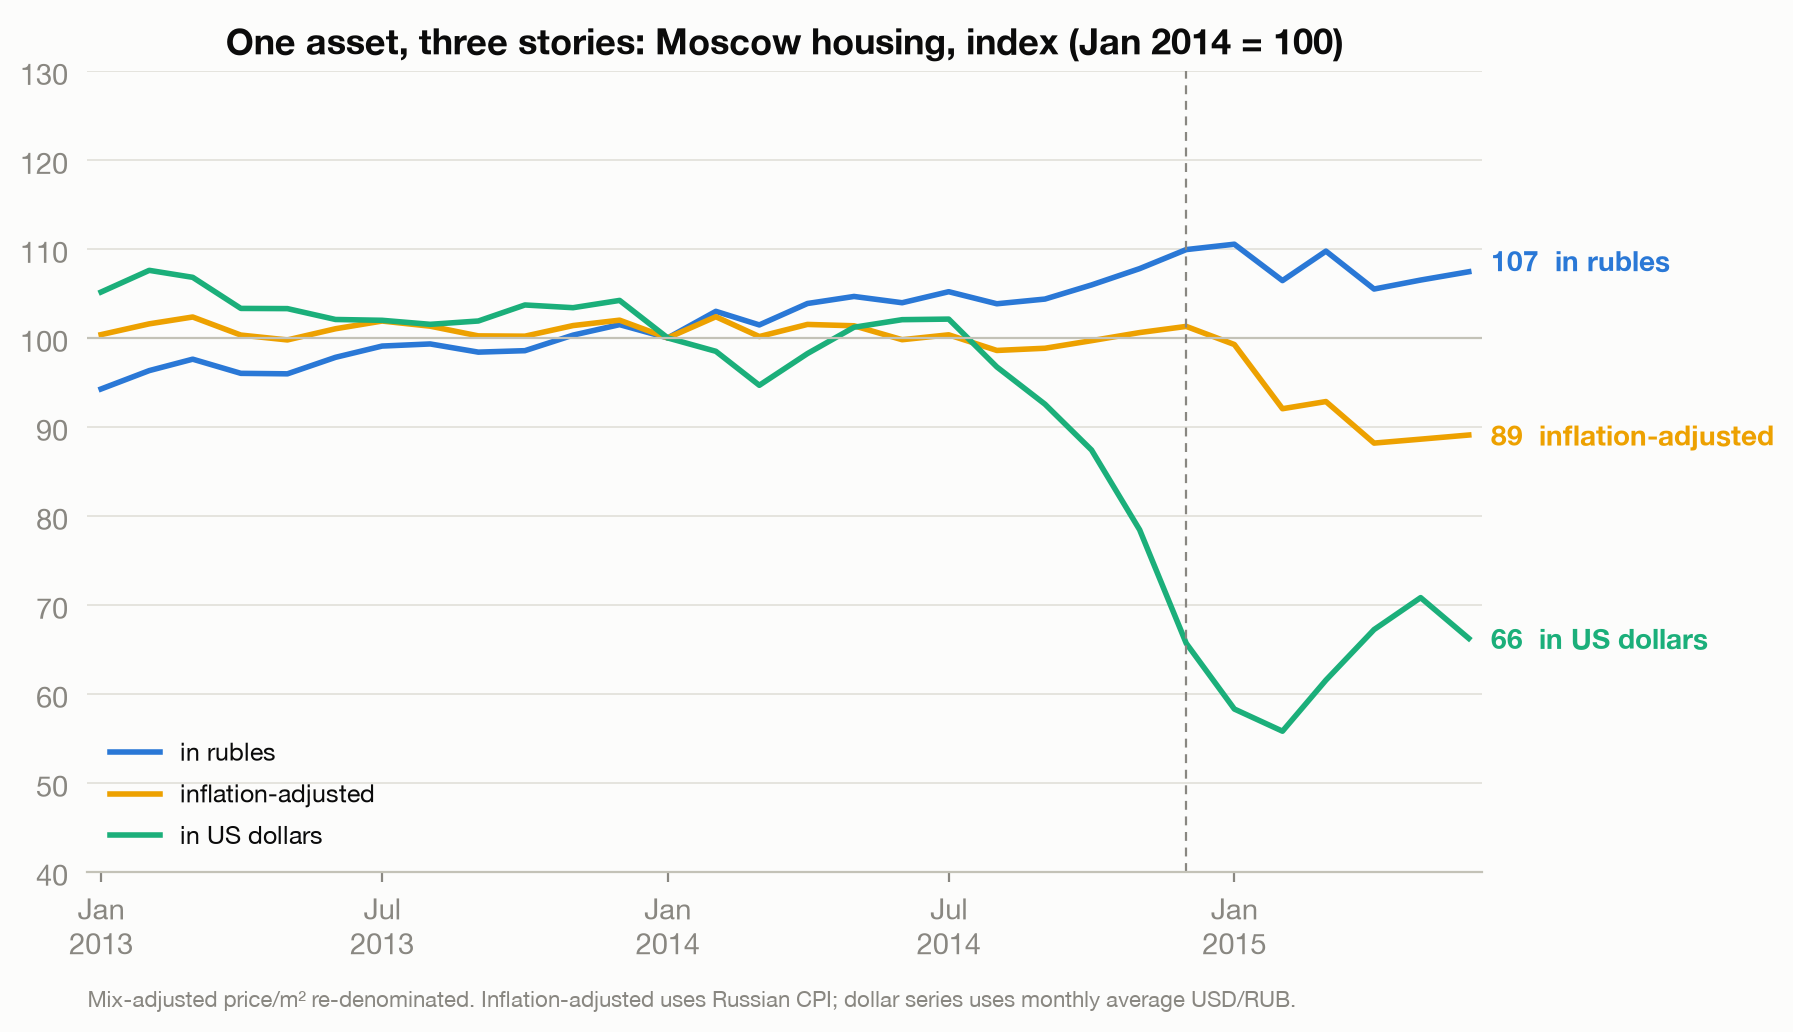 One asset, three stories: Moscow housing, index (Jan 2014 = 100)
130
120
110
100
90
80
70
60
50
40
107 in rubles
89 inflation-adjusted
66 in US dollars
in rubles
inflation-adjusted
in US dollars
Jan
2013
Jul
2013
Jan
2014
Jul
2014
Jan
2015
Mix-adjusted price/m² re-denominated. Inflation-adjusted uses Russian CPI; dollar series uses monthly average USD/RUB.